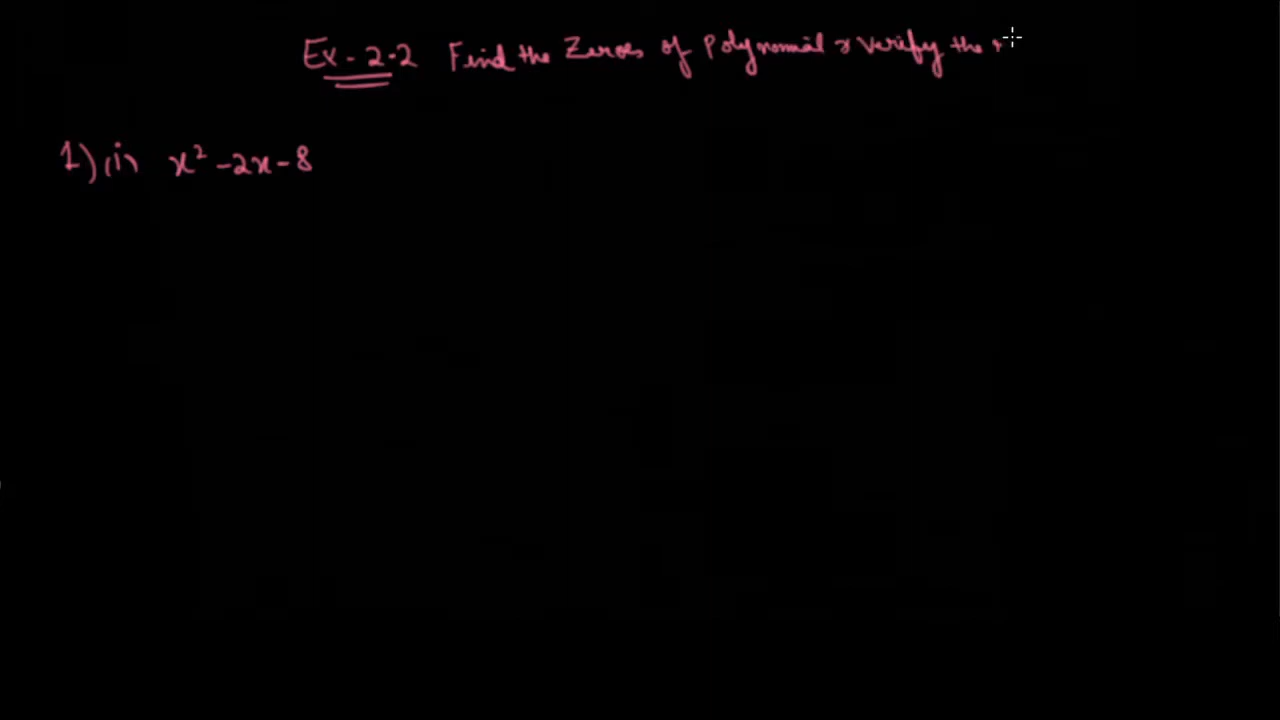 Ex - 2.2 Find the Zeroes of Polynomial & Verify the
1) (i) x² - 2x - 8